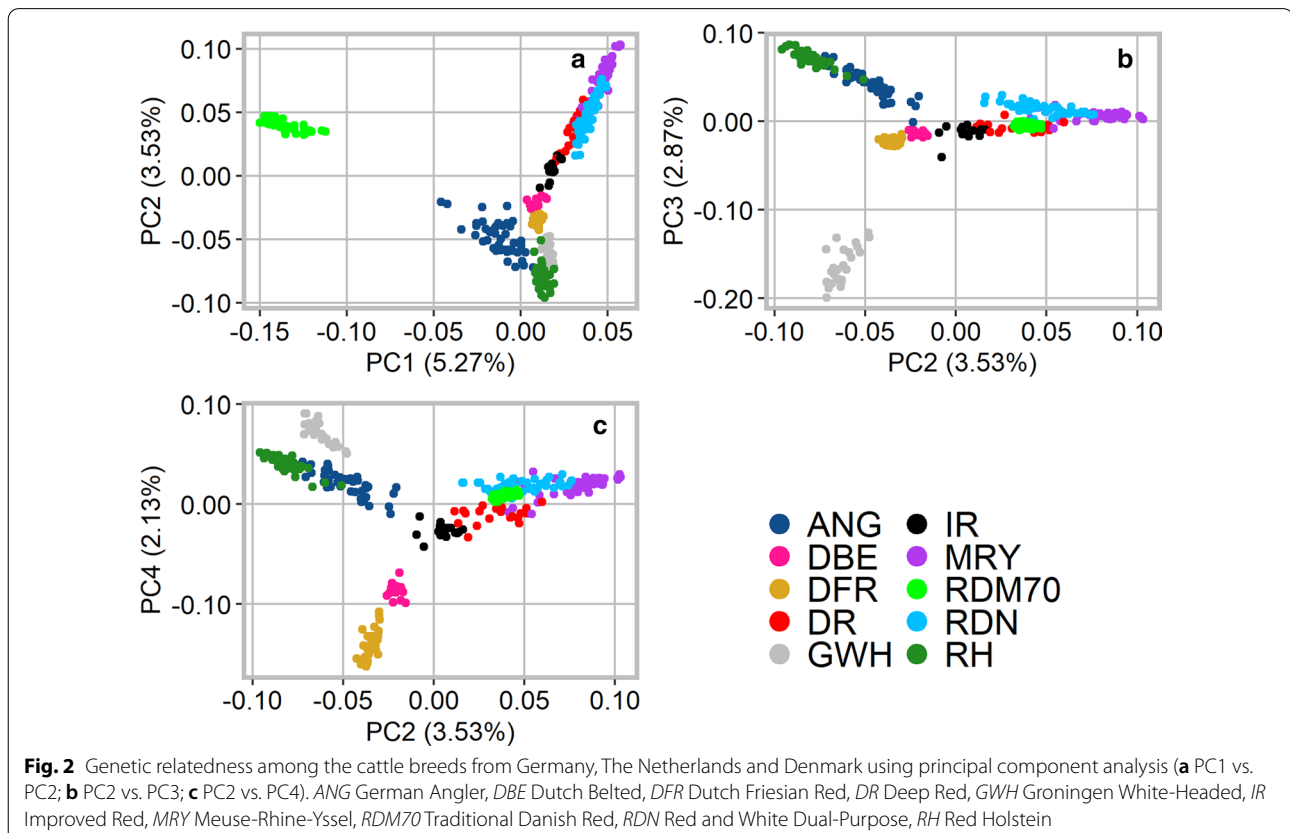 a
0.10
0.05
0.00
-0.05
-0.10
PC2 (3.53%)
-0.15 -0.10 -0.05 0.00 0.05
PC1 (5.27%)
b
0.10
0.00
-0.10
-0.20
PC3 (2.87%)
-0.10 -0.05 0.00 0.05 0.10
PC2 (3.53%)
c
0.10
0.00
-0.10
PC4 (2.13%)
-0.10 -0.05 0.00 0.05 0.10
PC2 (3.53%)
ANG IR
DBE MRY
DFR RDM70
DR RDN
GWH RH
Fig. 2 Genetic relatedness among the cattle breeds from Germany, The Netherlands and Denmark using principal component analysis (a PC1 vs.
PC2; b PC2 vs. PC3; c PC2 vs. PC4). ANG German Angler, DBE Dutch Belted, DFR Dutch Friesian Red, DR Deep Red, GWH Groningen White-Headed, IR
Improved Red, MRY Meuse-Rhine-Yssel, RDM70 Traditional Danish Red, RDN Red and White Dual-Purpose, RH Red Holstein